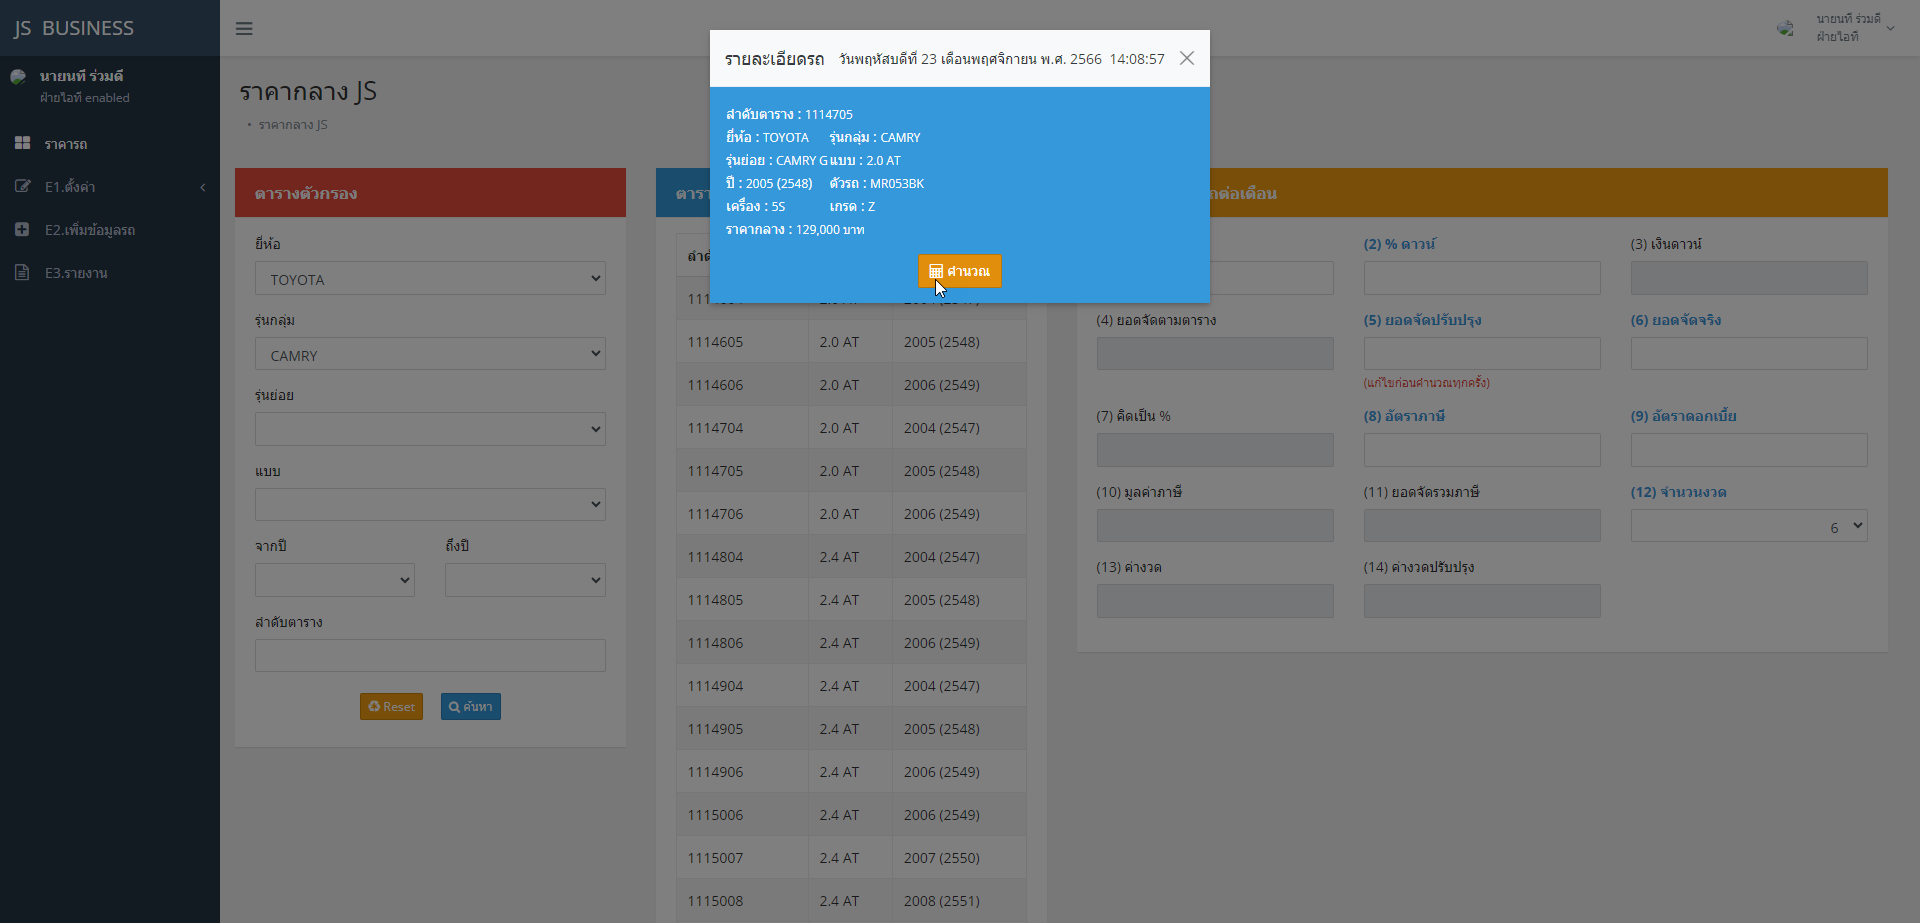 JS BUSINESS
นายนที ร่วมดี
ฝ่ายไอที
นายนที ร่วมดี
ฝ่ายไอที enabled
ราคารถ
E1.ตั้งค่า
E2.เพิ่มข้อมูลรถ
E3.รายงาน
ราคากลาง JS
• ราคากลาง JS
รายละเอียดรถ วันพฤหัสบดีที่ 23 เดือนพฤศจิกายน พ.ศ. 2566 14:08:57
ลำดับตาราง : 1114705
ยี่ห้อ : TOYOTA รุ่นกลุ่ม : CAMRY
รุ่นย่อย : CAMRY G แบบ : 2.0 AT
ปี : 2005 (2548) ตัวรถ : MR053BK
เครื่อง : 5S เกรด : Z
ราคากลาง : 129,000 บาท
คำนวณ
ตารางตัวกรอง
ยี่ห้อ
TOYOTA
รุ่นกลุ่ม
CAMRY
รุ่นย่อย
แบบ
จากปี ถึงปี
ลำดับตาราง
Reset ค้นหา
1114605 2.0 AT 2005 (2548)
1114606 2.0 AT 2006 (2549)
1114704 2.0 AT 2004 (2547)
1114705 2.0 AT 2005 (2548)
1114706 2.0 AT 2006 (2549)
1114804 2.4 AT 2004 (2547)
1114805 2.4 AT 2005 (2548)
1114806 2.4 AT 2006 (2549)
1114904 2.4 AT 2004 (2547)
1114905 2.4 AT 2005 (2548)
1114906 2.4 AT 2006 (2549)
1115006 2.4 AT 2006 (2549)
1115007 2.4 AT 2007 (2550)
1115008 2.4 AT 2008 (2551)
ต่อเดือน
(2) % ดาวน์ (3) เงินดาวน์
(4) ยอดจัดตามตาราง (5) ยอดจัดปรับปรุง (6) ยอดจัดจริง
(แก้ไขก่อนคำนวณทุกครั้ง)
(7) คิดเป็น % (8) อัตราภาษี (9) อัตราดอกเบี้ย
(10) มูลค่าภาษี (11) ยอดจัดรวมภาษี (12) จำนวนงวด
6
(13) ค่างวด (14) ค่างวดปรับปรุง